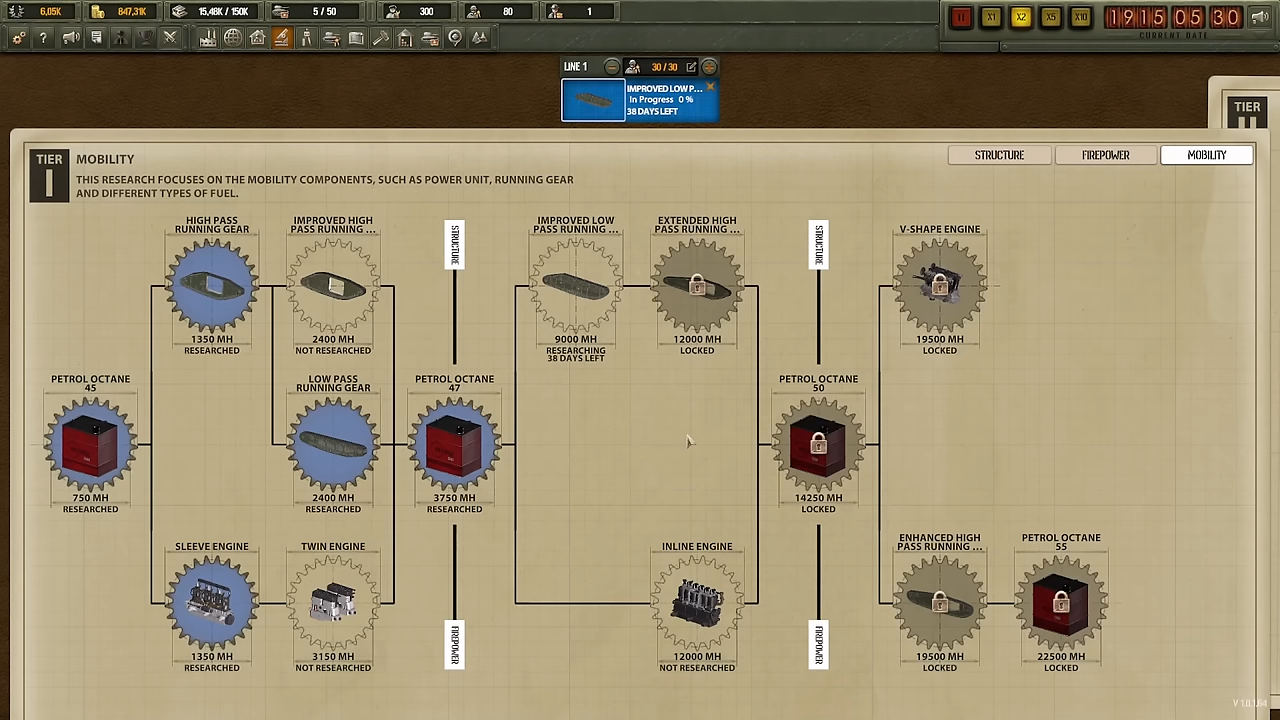 6,05K 847,31K 15,48K / 150K 5 / 50 300 80 1
X1 X2 X5 X10 1915 05 30
CURRENT DATE
LINE 1 30 / 30
IMPROVED LOW P...
In Progress 0 %
38 DAYS LEFT
TIER
II
TIER
I
MOBILITY
THIS RESEARCH FOCUSES ON THE MOBILITY COMPONENTS, SUCH AS POWER UNIT, RUNNING GEAR
AND DIFFERENT TYPES OF FUEL.
STRUCTURE FIREPOWER MOBILITY
HIGH PASS
RUNNING GEAR
1350 MH
RESEARCHED
IMPROVED HIGH
PASS RUNNING ...
2400 MH
NOT RESEARCHED
STRUCTURE
IMPROVED LOW
PASS RUNNING ...
9000 MH
RESEARCHING
38 DAYS LEFT
EXTENDED HIGH
PASS RUNNING ...
12000 MH
LOCKED
STRUCTURE
V-SHAPE ENGINE
19500 MH
LOCKED
PETROL OCTANE
45
750 MH
RESEARCHED
LOW PASS
RUNNING GEAR
2400 MH
RESEARCHED
PETROL OCTANE
47
3750 MH
RESEARCHED
PETROL OCTANE
50
14250 MH
LOCKED
SLEEVE ENGINE
1350 MH
RESEARCHED
TWIN ENGINE
3150 MH
NOT RESEARCHED
FIREPOWER
INLINE ENGINE
12000 MH
NOT RESEARCHED
FIREPOWER
ENHANCED HIGH
PASS RUNNING ...
19500 MH
LOCKED
PETROL OCTANE
55
22500 MH
LOCKED